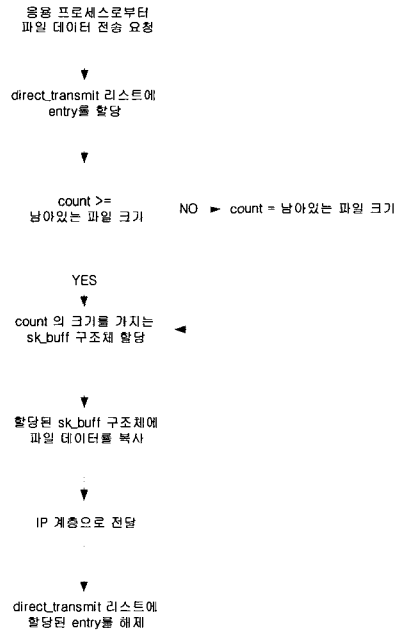 응용 프로세스로부터
파일 데이터 전송 요청
direct_transmit 리스트에
entry를 할당
count >=
남아있는 파일 크기
NO
count = 남아있는 파일 크기
YES
count 의 크기를 가지는
sk_buff 구조체 할당
할당된 sk_buff 구조체에
파일 데이터를 복사
IP 계층으로 전달
direct_transmit 리스트에
할당된 entry를 해제